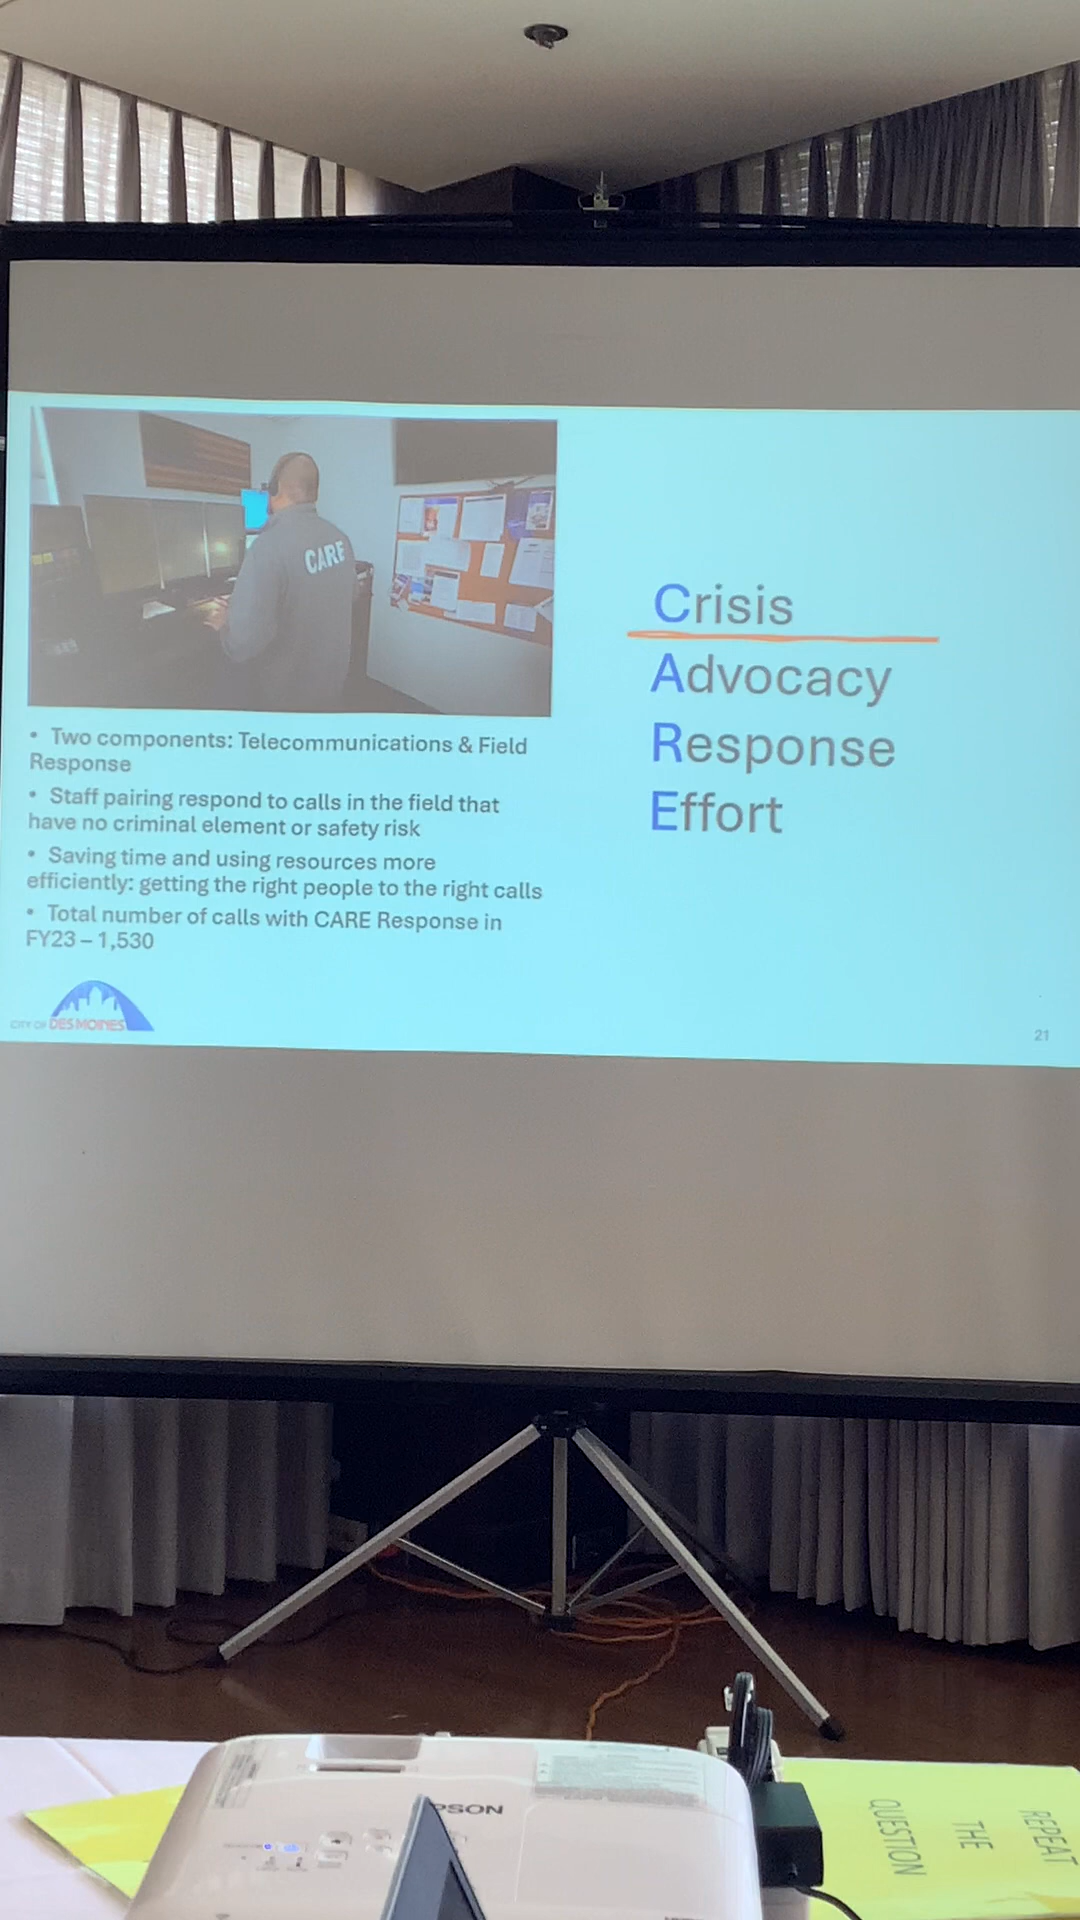 CARE
Crisis
Advocacy
Response
Effort
• Two components: Telecommunications & Field
Response
• Staff pairing respond to calls in the field that
have no criminal element or safety risk
• Saving time and using resources more
efficiently: getting the right people to the right calls
• Total number of calls with CARE Response in
FY23 – 1,530
CITY OF DES MOINES
21
PSON
REPEAT
THE
QUESTION